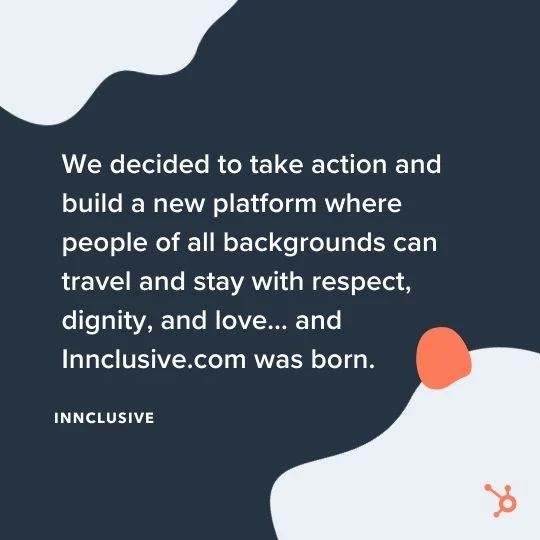 We decided to take action and
build a new platform where
people of all backgrounds can
travel and stay with respect,
dignity, and love... and
Innclusive.com was born.
INNCLUSIVE